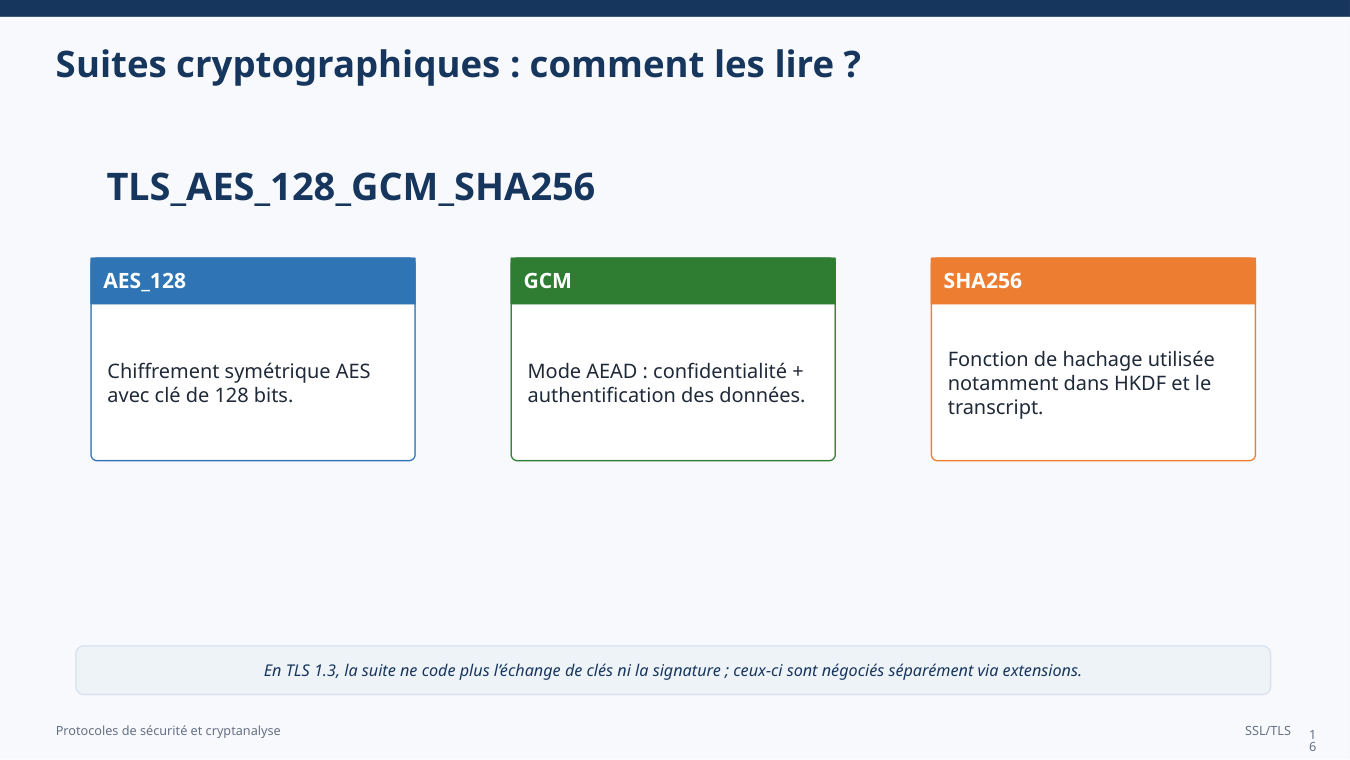 Suites cryptographiques : comment les lire ?
TLS_AES_128_GCM_SHA256
AES_128
Chiffrement symétrique AES
avec clé de 128 bits.
GCM
Mode AEAD : confidentialité +
authentification des données.
SHA256
Fonction de hachage utilisée
notamment dans HKDF et le
transcript.
En TLS 1.3, la suite ne code plus l’échange de clés ni la signature ; ceux-ci sont négociés séparément via extensions.
Protocoles de sécurité et cryptanalyse
SSL/TLS
1
6